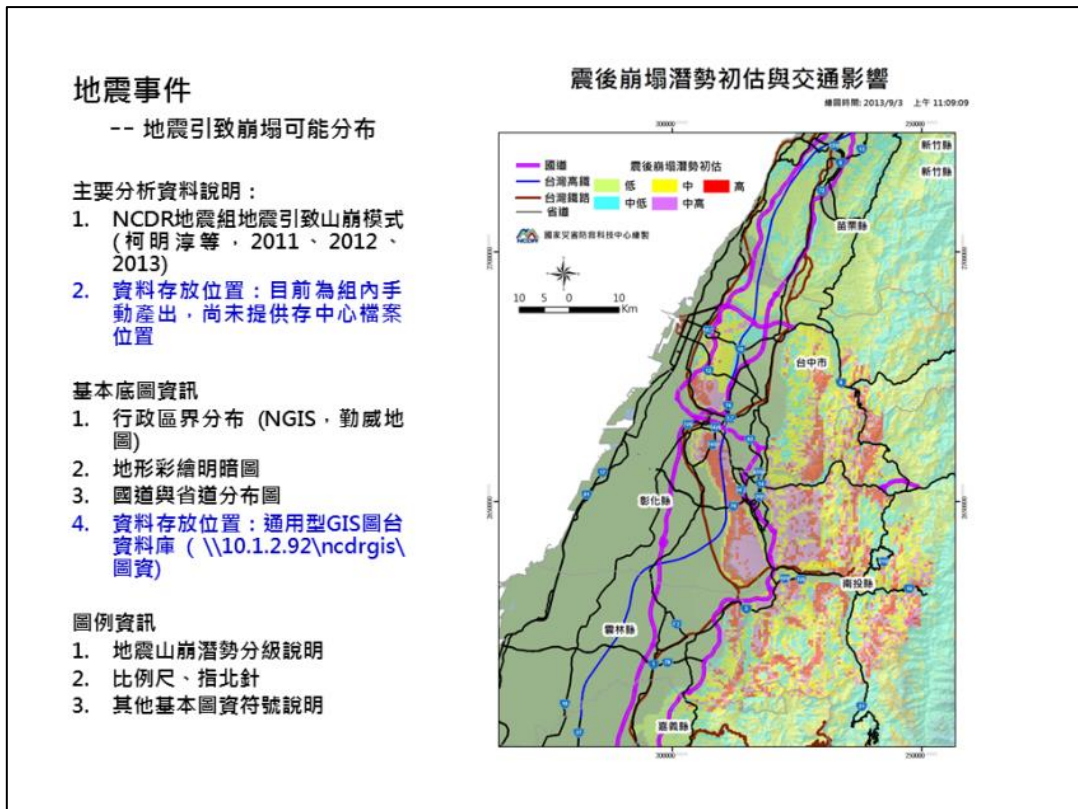 地震事件
-- 地震引致崩塌可能分布
主要分析資料說明：
1. NCDR地震組地震引致山崩模式
(柯明淳等，2011、2012、
2013)
2. 資料存放位置：目前為組內手
動產出，尚未提供存中心檔案
位置
基本底圖資訊
1. 行政區界分布 (NGIS，勤崴地
圖)
2. 地形彩繪明暗圖
3. 國道與省道分布圖
4. 資料存放位置：通用型GIS圖台
資料庫 ( \\10.1.2.92\ncdrgis\
圖資)
圖例資訊
1. 地震山崩潛勢分級說明
2. 比例尺、指北針
3. 其他基本圖資符號說明
震後崩塌潛勢初估與交通影響
繪圖時間: 2013/9/3 上午 11:09:09
200000 250000
國道
台灣高鐵
台灣鐵路
省道
震後崩塌潛勢初估
低 中 高
中低 中高
NCDR 國家災害防救科技中心繪製
10 5 0 10
Km
新竹縣
新竹縣
苗栗縣
台中市
彰化縣
南投縣
雲林縣
嘉義縣
200000 250000